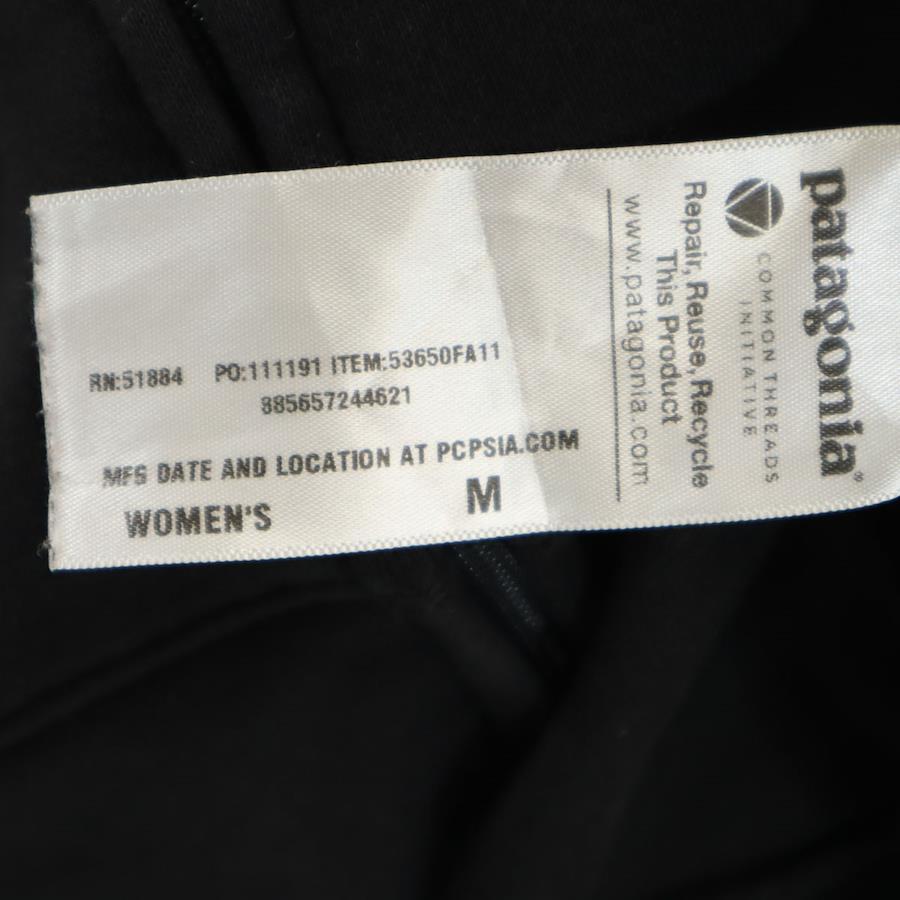 RN:51884 PO:111191 ITEM:53650FA11
885657244621
MFG DATE AND LOCATION AT PCPSIA.COM
WOMEN'S M
patagonia®
COMMON THREADS
INITIATIVE
Repair, Reuse, Recycle
This Product
www.patagonia.com